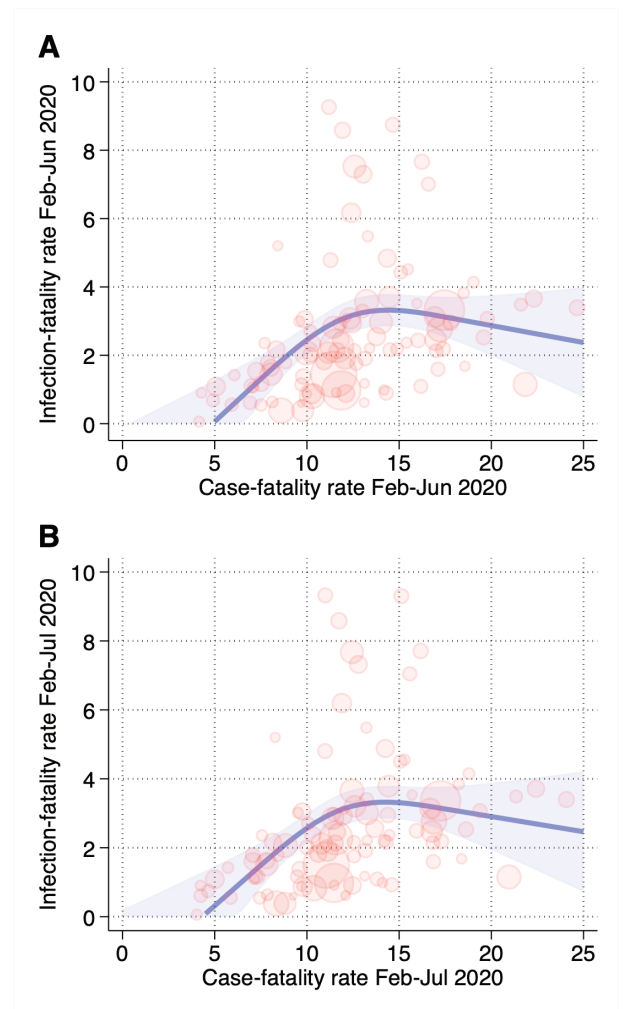 A
Infection-fatality rate Feb-Jun 2020
10
8
6
4
2
0
0 5 10 15 20 25
Case-fatality rate Feb-Jun 2020
B
Infection-fatality rate Feb-Jul 2020
10
8
6
4
2
0
0 5 10 15 20 25
Case-fatality rate Feb-Jul 2020